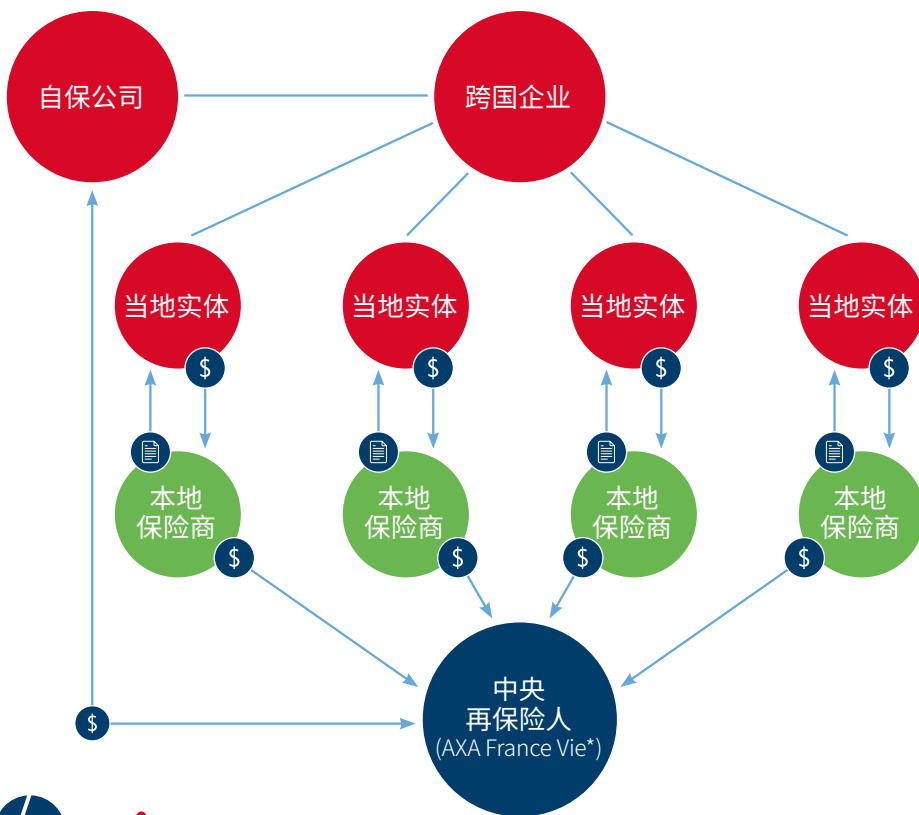 自保公司
跨国企业
当地实体
当地实体
当地实体
当地实体
$
$
$
$
本地
保险商
本地
保险商
本地
保险商
本地
保险商
$
$
$
$
中央
再保险人
(AXA France Vie*)
$